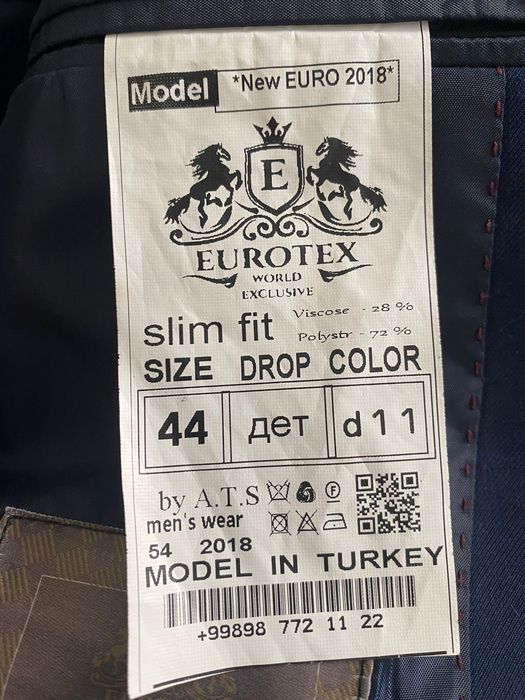 Model *New EURO 2018*
E
EUROTEX
WORLD
EXCLUSIVE
slim fit
Viscose - 28 %
Polystr - 72 %
SIZE DROP COLOR
44 дет d11
by A.T.S
F
men's wear
54 2018
MODEL IN TURKEY
+99898 772 11 22